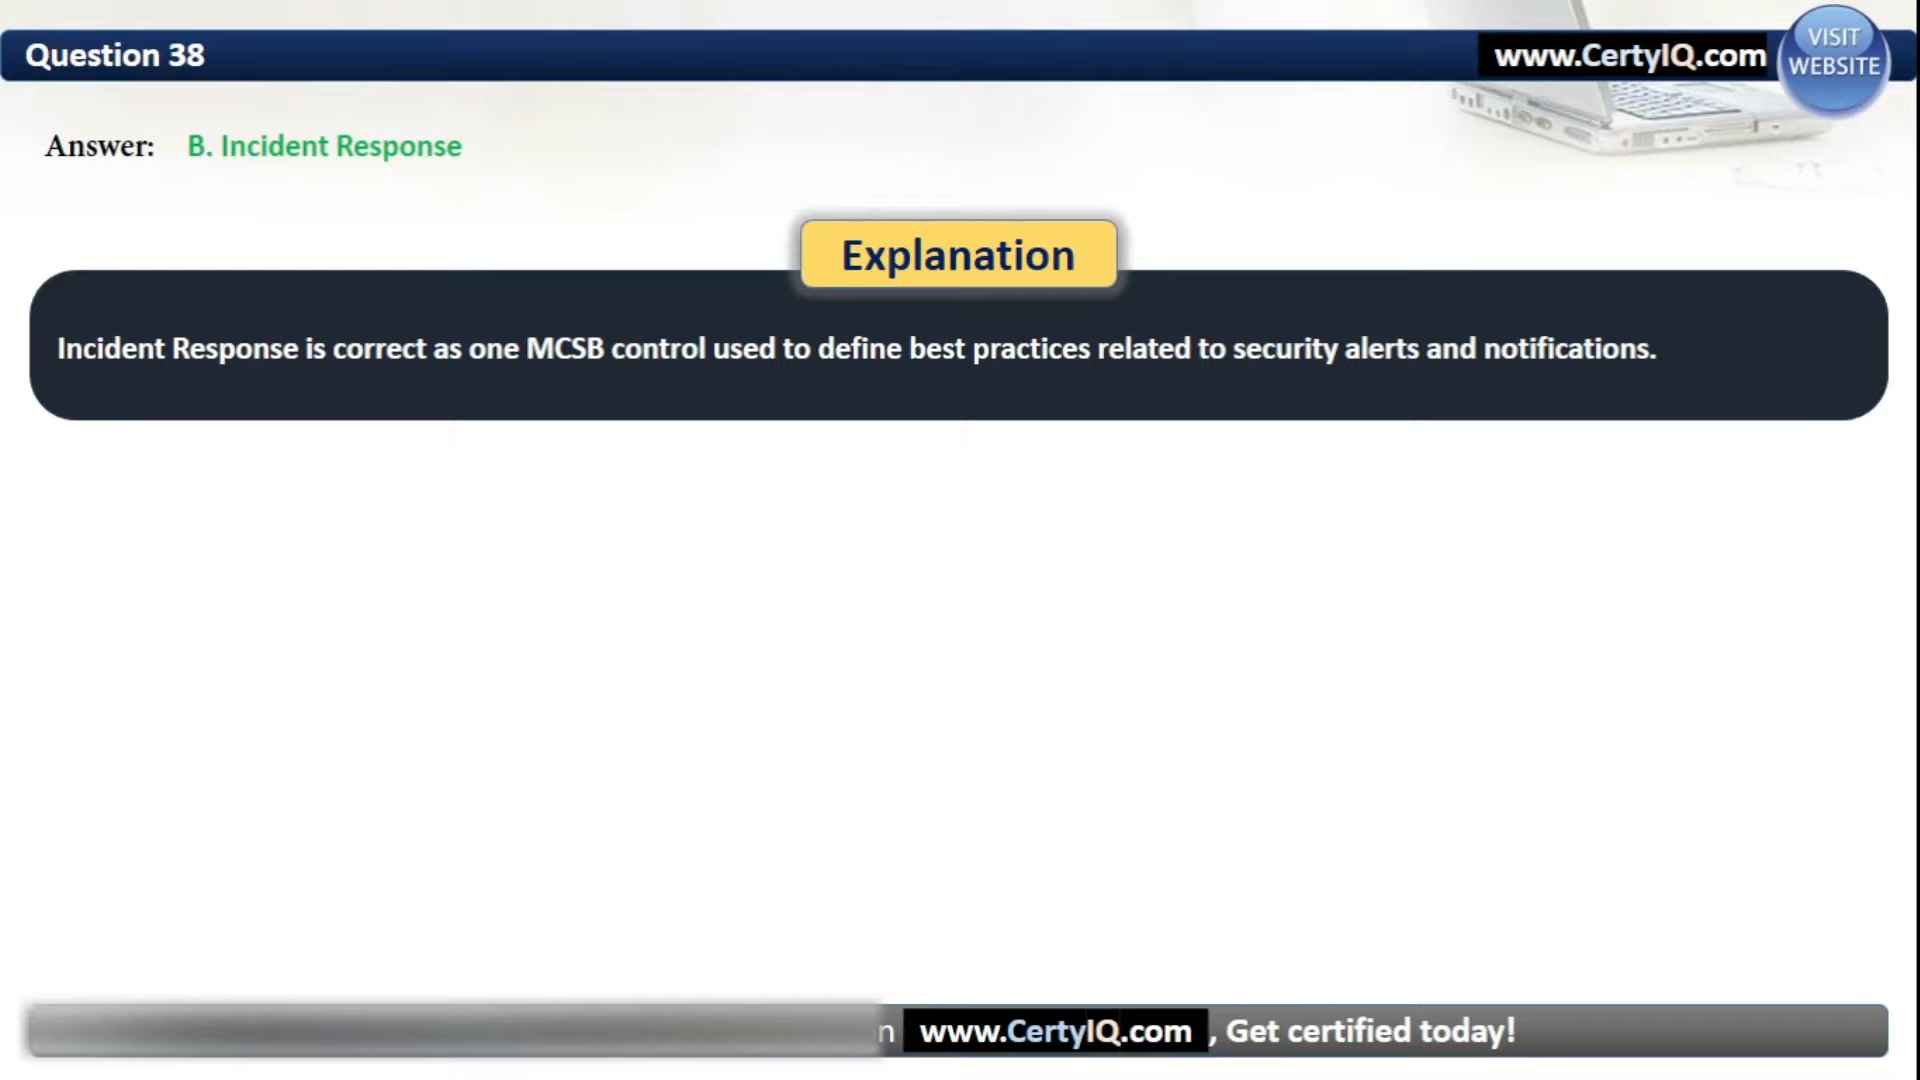 Question 38
www.CertyIQ.com
VISIT
WEBSITE
Answer: B. Incident Response
Explanation
Incident Response is correct as one MCSB control used to define best practices related to security alerts and notifications.
www.CertyIQ.com , Get certified today!